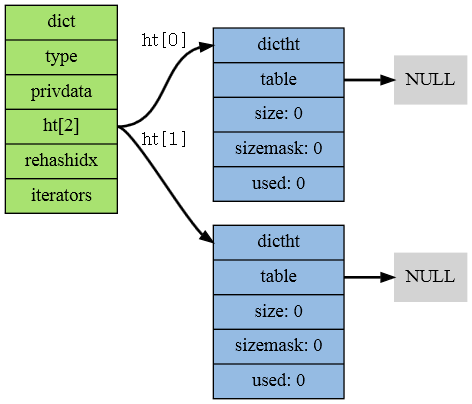 dict
type
privdata
ht[2]
rehashidx
iterators
ht[0]
dictht
table
size: 0
sizemask: 0
used: 0
NULL
ht[1]
dictht
table
size: 0
sizemask: 0
used: 0
NULL